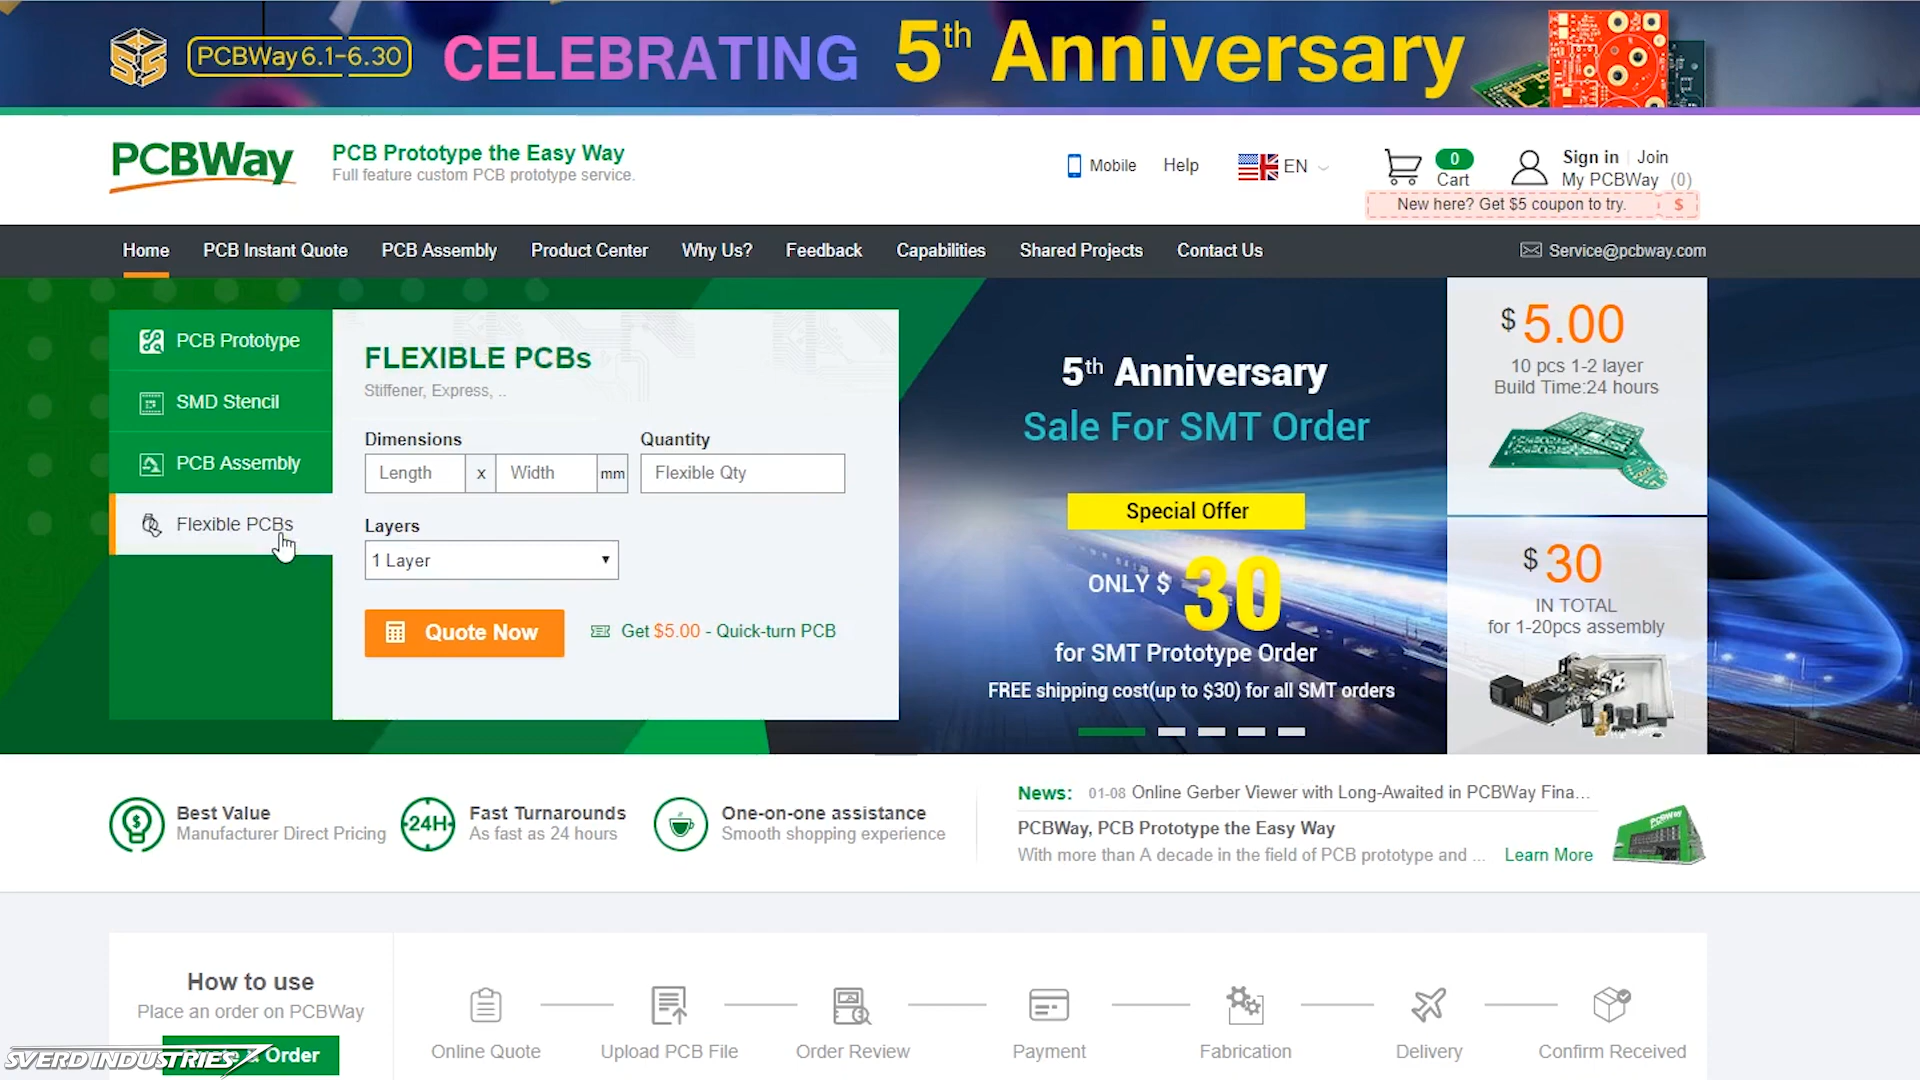 PCBWay 6.1-6.30 CELEBRATING 5th Anniversary
PCBWay
PCB Prototype the Easy Way
Full feature custom PCB prototype service.
Mobile Help EN
0
Cart
Sign in Join
My PCBWay (0)
New here? Get $5 coupon to try. $
Home PCB Instant Quote PCB Assembly Product Center Why Us? Feedback Capabilities Shared Projects Contact Us Service@pcbway.com
PCB Prototype
SMD Stencil
PCB Assembly
Flexible PCBs
FLEXIBLE PCBs
Stiffener, Express, ..
Dimensions Quantity
Length x Width mm Flexible Qty
Layers
1 Layer
Quote Now Get $5.00 - Quick-turn PCB
5th Anniversary
Sale For SMT Order
Special Offer
ONLY $ 30
for SMT Prototype Order
FREE shipping cost(up to $30) for all SMT orders
$ 5.00
10 pcs 1-2 layer
Build Time:24 hours
$ 30
IN TOTAL
for 1-20pcs assembly
Best Value
Manufacturer Direct Pricing
24H
Fast Turnarounds
As fast as 24 hours
One-on-one assistance
Smooth shopping experience
News: 01-08 Online Gerber Viewer with Long-Awaited in PCBWay Fina...
PCBWay, PCB Prototype the Easy Way
With more than A decade in the field of PCB prototype and ... Learn More
PCBWay
How to use
Place an order on PCBWay
& Order
SVERD INDUSTRIES
Online Quote Upload PCB File Order Review Payment Fabrication Delivery Confirm Received